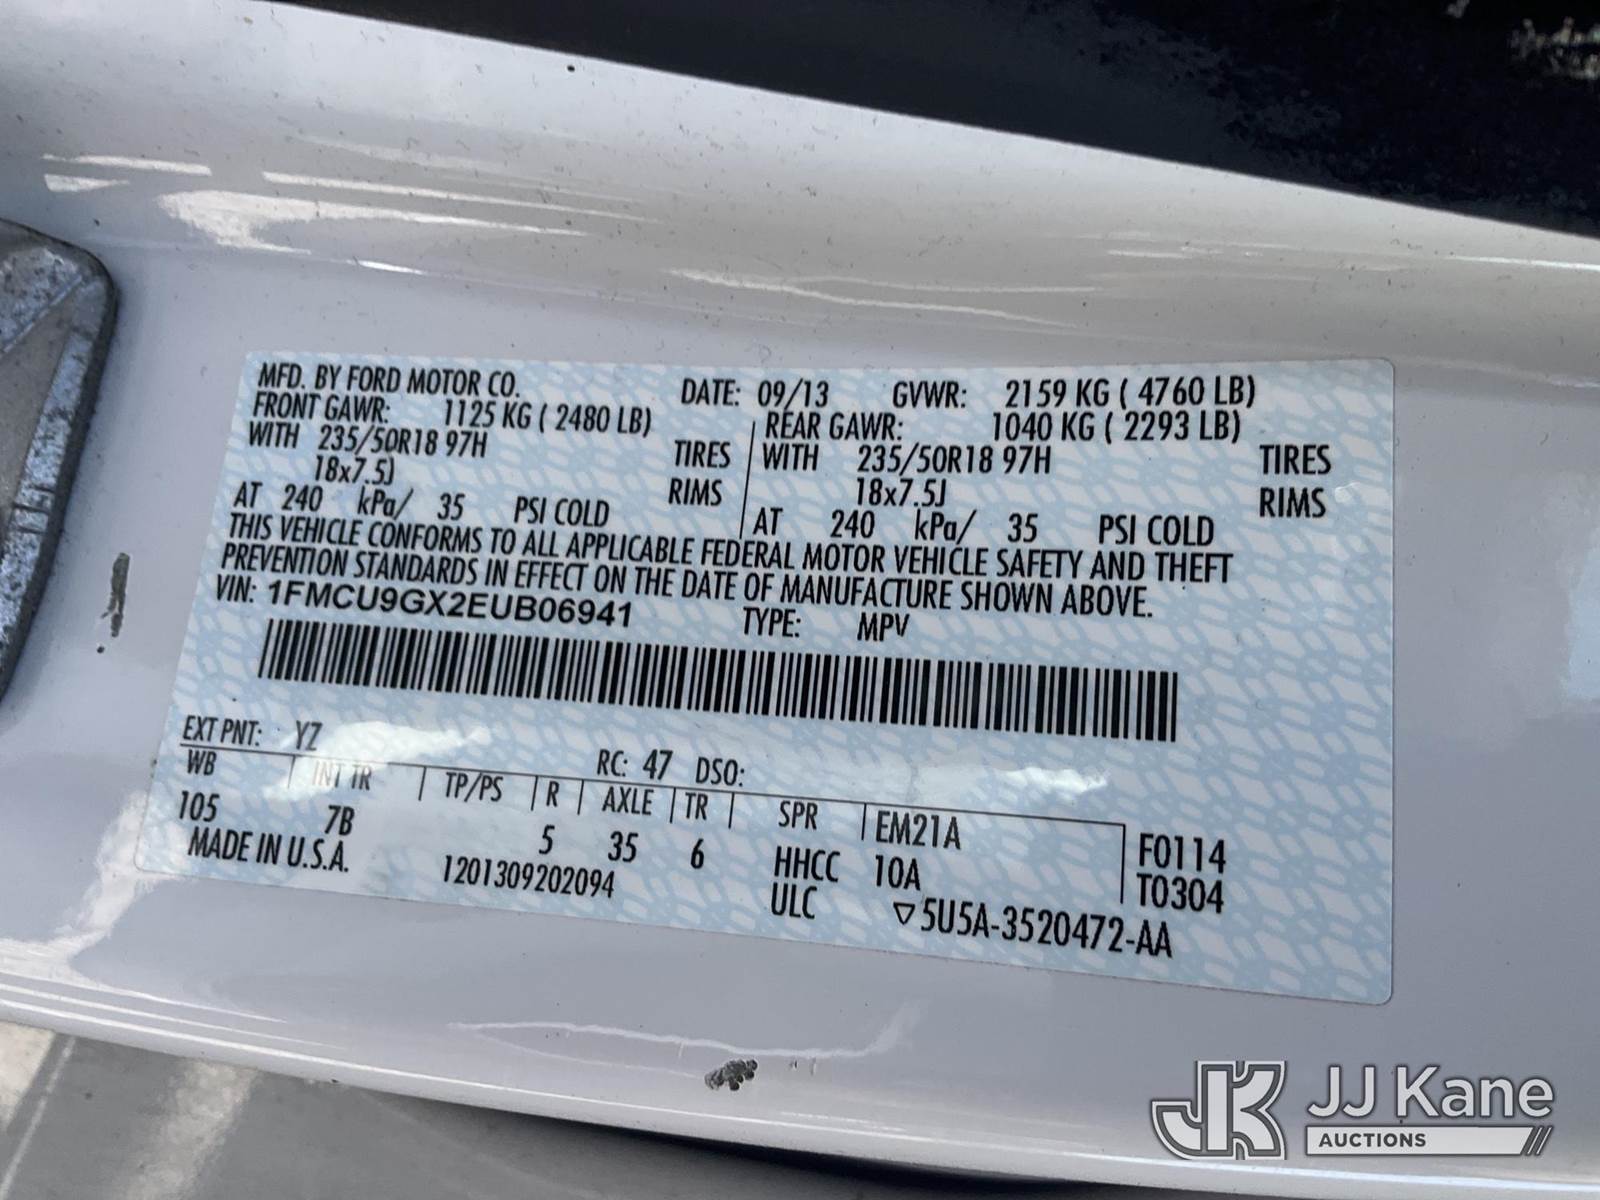 MFD. BY FORD MOTOR CO. DATE: 09/13 GVWR: 2159 KG ( 4760 LB)
FRONT GAWR: 1125 KG ( 2480 LB) REAR GAWR: 1040 KG ( 2293 LB)
WITH 235/50R18 97H TIRES WITH 235/50R18 97H TIRES
18x7.5J RIMS 18x7.5J RIMS
AT 240 kPa/ 35 PSI COLD AT 240 kPa/ 35 PSI COLD
THIS VEHICLE CONFORMS TO ALL APPLICABLE FEDERAL MOTOR VEHICLE SAFETY AND THEFT
PREVENTION STANDARDS IN EFFECT ON THE DATE OF MANUFACTURE SHOWN ABOVE.
VIN: 1FMCU9GX2EUB06941 TYPE: MPV
EXT PNT: YZ RC: 47 DSO:
WB INT TR TP/PS R AXLE TR SPR EM21A F0114
105 7B 5 35 6 HHCC 10A T0304
MADE IN U.S.A. 1201309202094 ULC ▽5U5A-3520472-AA
JK JJ Kane
AUCTIONS